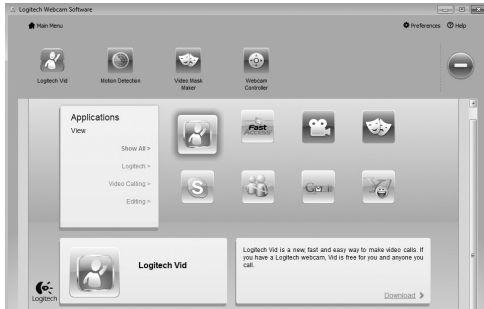 Logitech Webcam Software
Main Menu
Preferences
Help
Logitech Vid
Motion Detection
Video Mask Maker
Webcam Controller
Applications
View
Show All >
Logitech >
Video Calling >
Editing >
Fast
Access
S
Gmail
Logitech Vid
Logitech Vid is a new, fast and easy way to make video calls. If
you have a Logitech webcam, Vid is free for you and anyone you
call.
Download
Logitech